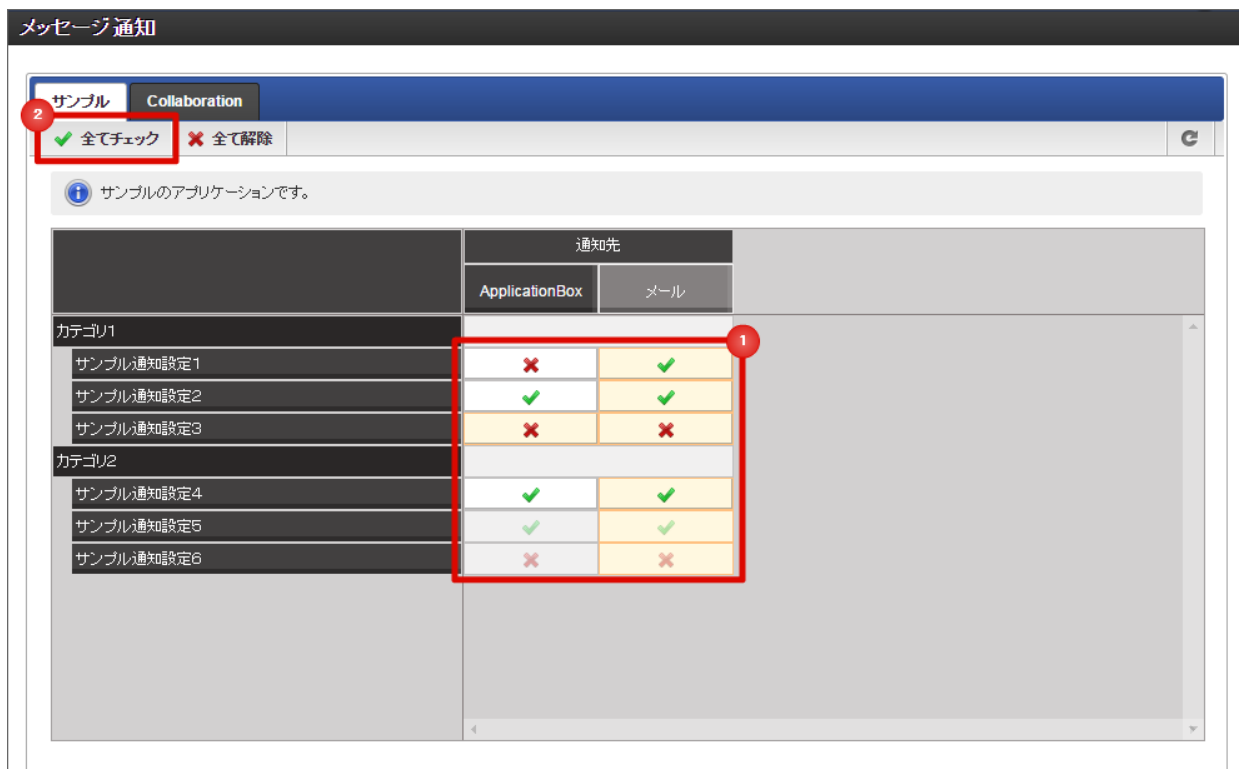 メッセージ通知
サンプル Collaboration
2
全てチェック 全て解除
サンプルのアプリケーションです。
通知先
ApplicationBox メール
カテゴリ1
1
サンプル通知設定1
サンプル通知設定2
サンプル通知設定3
カテゴリ2
サンプル通知設定4
サンプル通知設定5
サンプル通知設定6